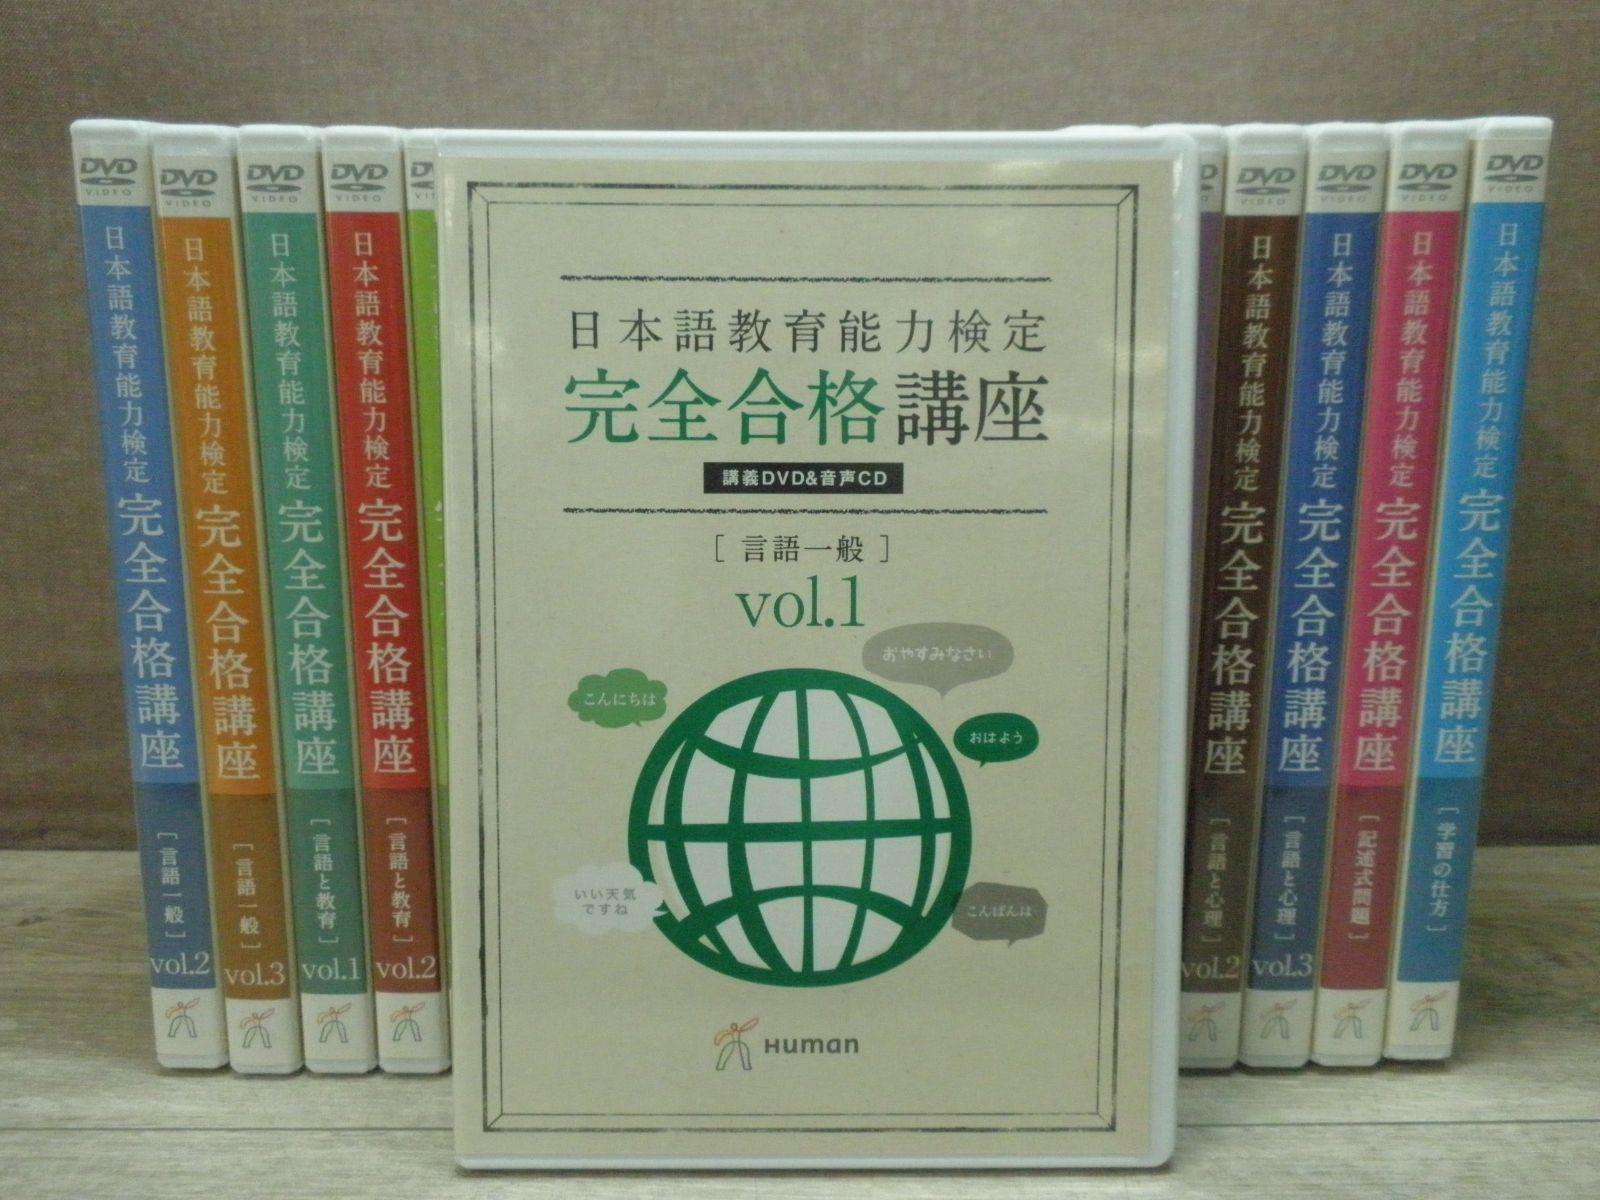 DVD
VIDEO
日本語教育能力検定 完全合格講座
[言語一般]
vol.2
DVD
VIDEO
日本語教育能力検定 完全合格講座
[言語一般]
vol.3
DVD
VIDEO
日本語教育能力検定 完全合格講座
[言語と教育]
vol.1
DVD
VIDEO
日本語教育能力検定 完全合格講座
[言語と教育]
vol.2
日本語教育能力検定
完全合格講座
講義DVD&音声CD
[ 言語一般 ]
vol.1
おやすみなさい
こんにちは
おはよう
いい天気
ですね
こんばんは
Human
DVD
VIDEO
日本語教育能力検定 完全合格講座
[言語と心理]
vol.2
DVD
VIDEO
日本語教育能力検定 完全合格講座
[言語と心理]
vol.3
DVD
VIDEO
日本語教育能力検定 完全合格講座
[記述式問題]
DVD
VIDEO
日本語教育能力検定 完全合格講座
[学習の仕方]